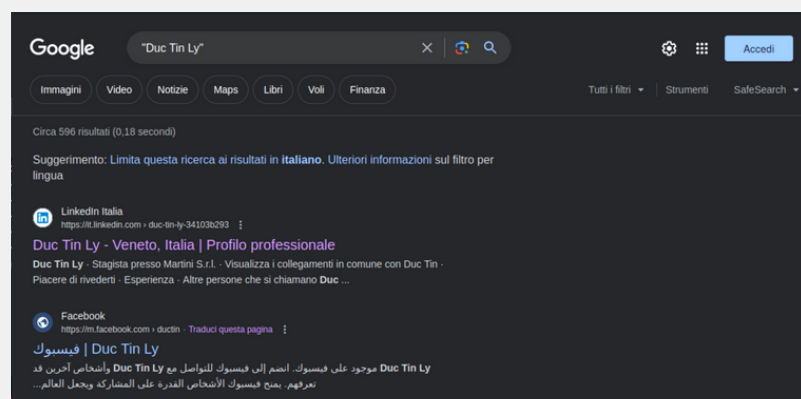 Google
"Duc Tin Ly"
Accedi
Immagini Video Notizie Maps Libri Voli Finanza Tutti i filtri Strumenti SafeSearch
Circa 596 risultati (0,18 secondi)
Suggerimento: Limita questa ricerca ai risultati in italiano. Ulteriori informazioni sul filtro per
lingua
LinkedIn Italia
https://it.linkedin.com › duc-tin-ly-34103b293
Duc Tin Ly - Veneto, Italia | Profilo professionale
Duc Tin Ly · Stagista presso Martini S.r.l. · Visualizza i collegamenti in comune con Duc Tin ·
Piacere di rivederti · Esperienza · Altre persone che si chiamano Duc ...
Facebook
https://m.facebook.com › ductin · Traduci questa pagina
Duc Tin Ly | فيسبوك
Duc Tin Ly موجود على فيسبوك. انضم إلى فيسبوك للتواصل مع Duc Tin Ly وأشخاص آخرين قد
تعرفهم. يمنح فيسبوك الأشخاص القدرة على المشاركة ويجعل العالم...